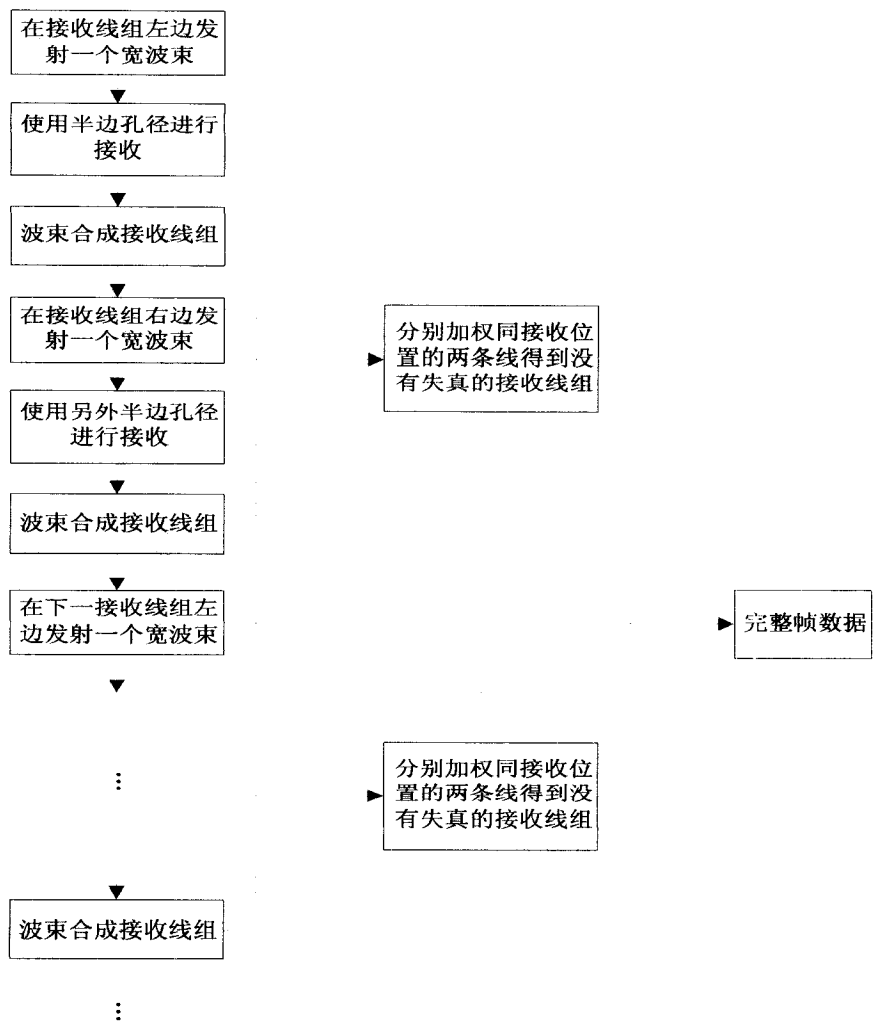 在接收线组左边发
射一个宽波束
使用半边孔径进行
接收
波束合成接收线组
在接收线组右边发
射一个宽波束
使用另外半边孔径
进行接收
波束合成接收线组
在下一接收线组左
边发射一个宽波束
⋮
波束合成接收线组
⋮
分别加权同接收位
置的两条线得到没
有失真的接收线组
分别加权同接收位
置的两条线得到没
有失真的接收线组
完整帧数据